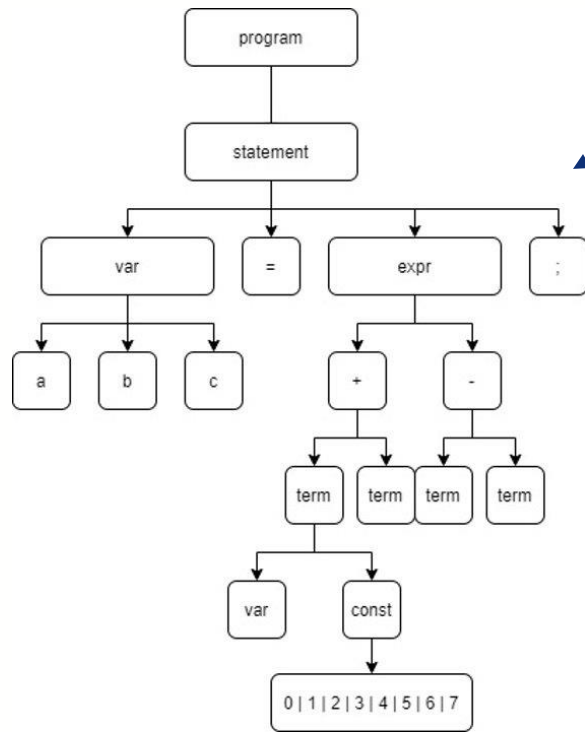 program
statement
var = expr ;
a b c + -
term term term term
var const
0 | 1 | 2 | 3 | 4 | 5 | 6 | 7